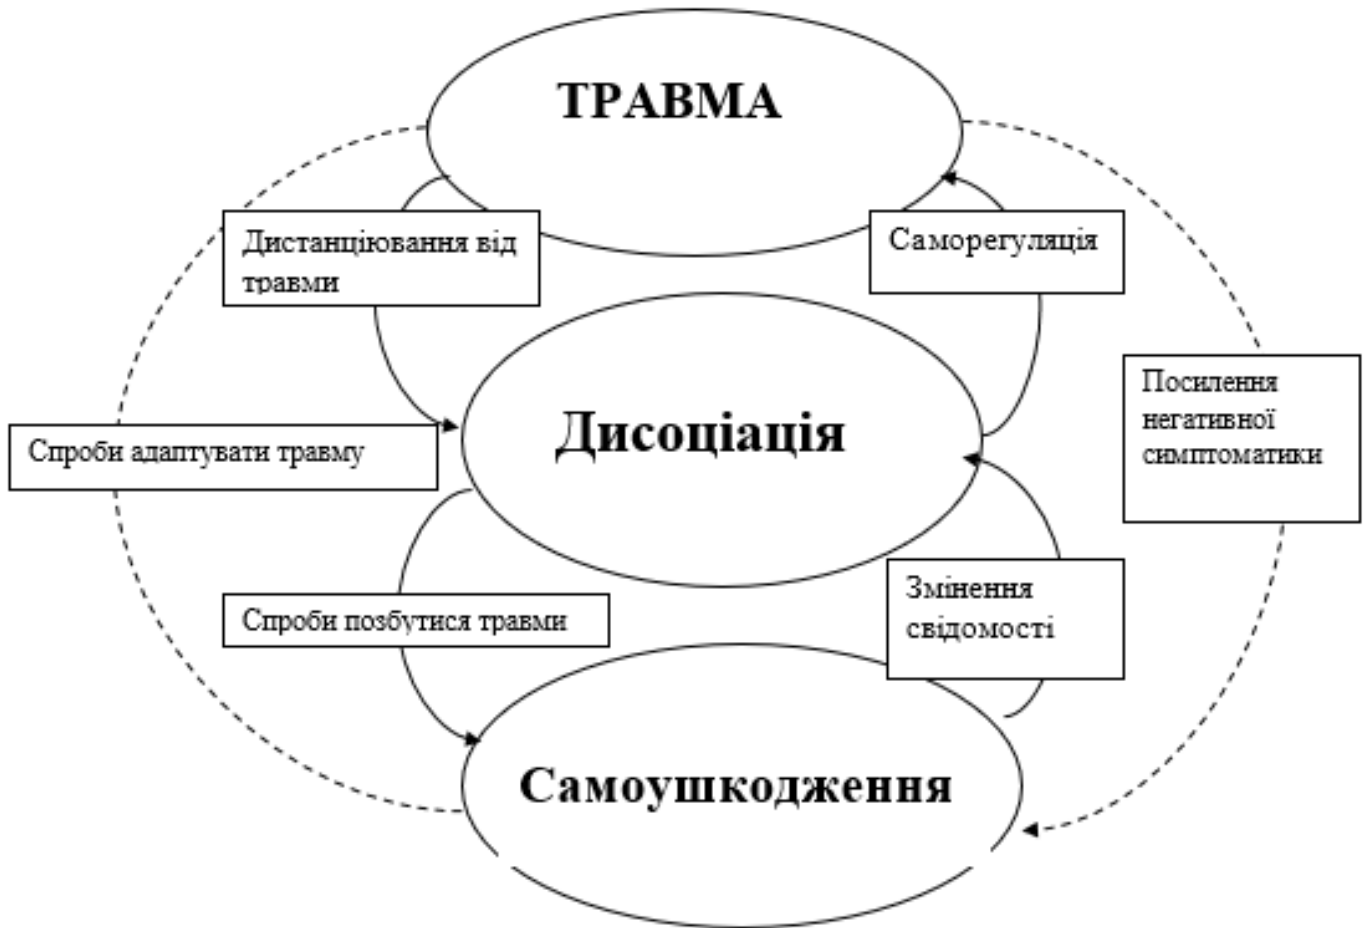 ТРАВМА
Дистанціювання від
травми
Саморегуляція
Посилення
негативної
симптоматики
Дисоціація
Спроби адаптувати травму
Спроби позбутися травми
Змінення
свідомості
Самоушкодження